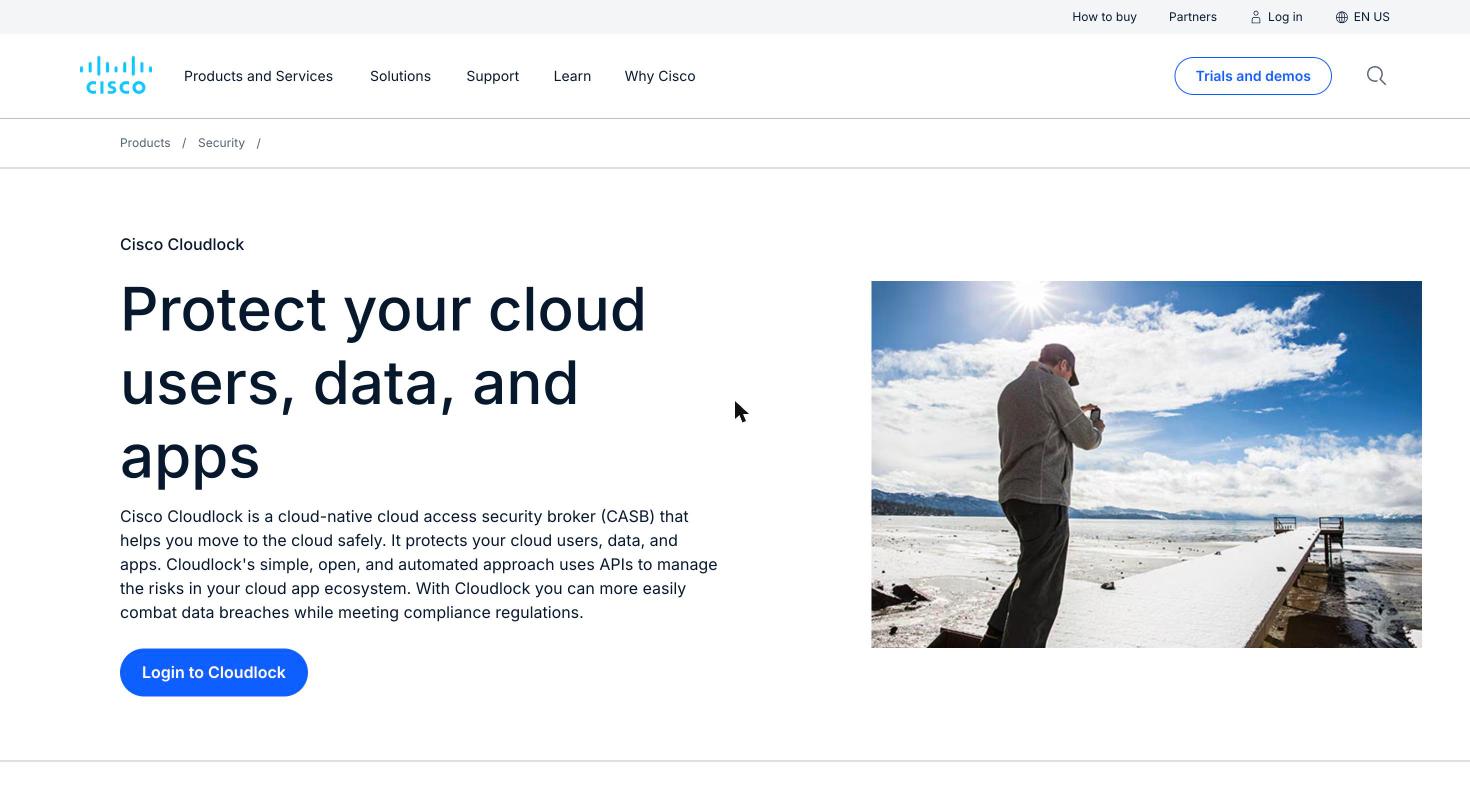 How to buy Partners Log in EN US
CISCO Products and Services Solutions Support Learn Why Cisco Trials and demos
Products / Security /
Cisco Cloudlock
Protect your cloud
users, data, and
apps
Cisco Cloudlock is a cloud-native cloud access security broker (CASB) that
helps you move to the cloud safely. It protects your cloud users, data, and
apps. Cloudlock's simple, open, and automated approach uses APIs to manage
the risks in your cloud app ecosystem. With Cloudlock you can more easily
combat data breaches while meeting compliance regulations.
Login to Cloudlock